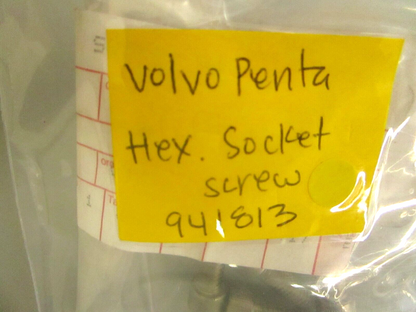 Volvo Penta
Hex. Socket
screw
941813